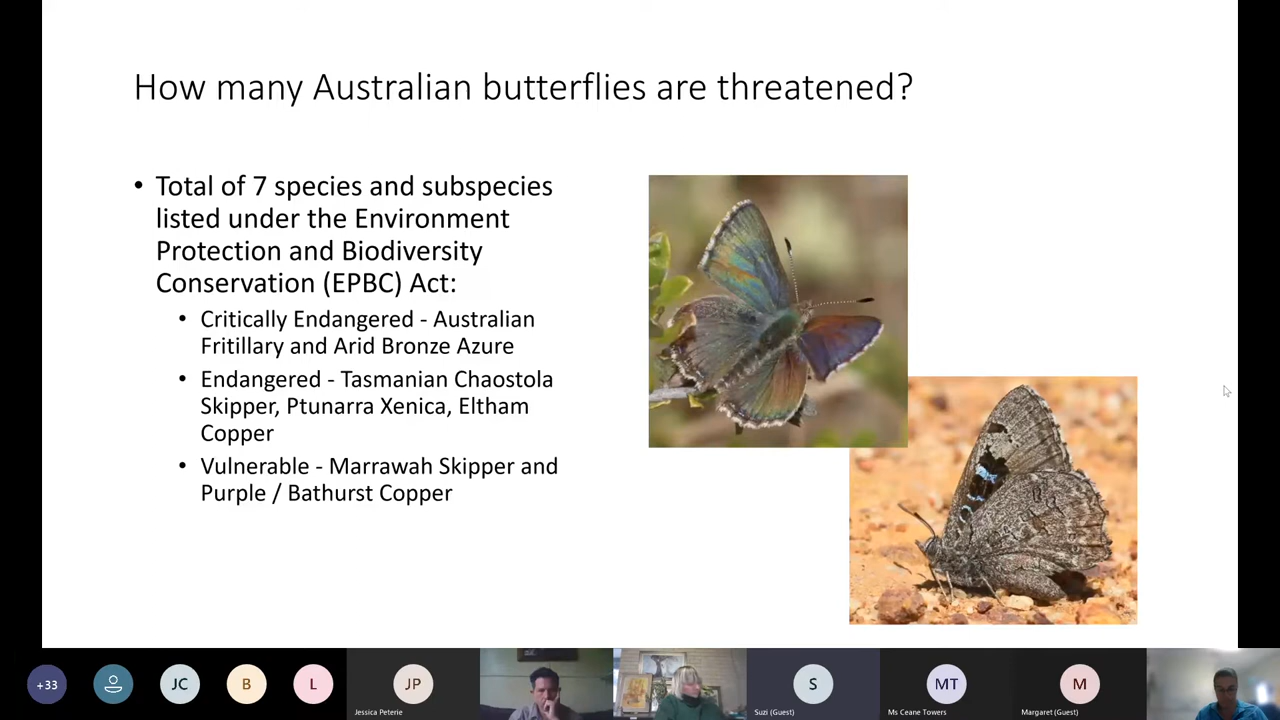 How many Australian butterflies are threatened?
• Total of 7 species and subspecies
listed under the Environment
Protection and Biodiversity
Conservation (EPBC) Act:
• Critically Endangered - Australian
Fritillary and Arid Bronze Azure
• Endangered - Tasmanian Chaostola
Skipper, Ptunarra Xenica, Eltham
Copper
• Vulnerable - Marrawah Skipper and
Purple / Bathurst Copper
+33
JC
B
L
JP
S
MT
M
Jessica Peterie
Suzi (Guest)
Ms Ceane Towers
Margaret (Guest)